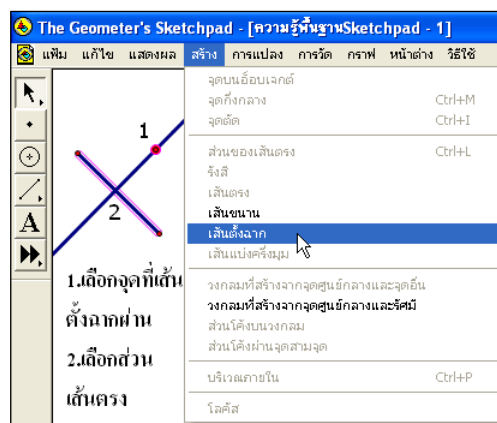 The Geometer's Sketchpad - [ความรู้พื้นฐานSketchpad - 1]
แฟ้ม แก้ไข แสดงผล สร้าง การแปลง การวัด กราฟ หน้าต่าง วิธีใช้
จุดบนอ็อบเจกต์
จุดกึ่งกลาง Ctrl+M
จุดตัด Ctrl+I
ส่วนของเส้นตรง Ctrl+L
รังสี
เส้นตรง
เส้นขนาน
เส้นตั้งฉาก
เส้นแบ่งครึ่งมุม
วงกลมที่สร้างจากจุดศูนย์กลางและจุดอื่น
วงกลมที่สร้างจากจุดศูนย์กลางและรัศมี
ส่วนโค้งบนวงกลม
ส่วนโค้งผ่านจุดสามจุด
บริเวณภายใน Ctrl+P
โลคัส
A
1
2
1.เลือกจุดที่เส้น
ตั้งฉากผ่าน
2.เลือกส่วน
เส้นตรง